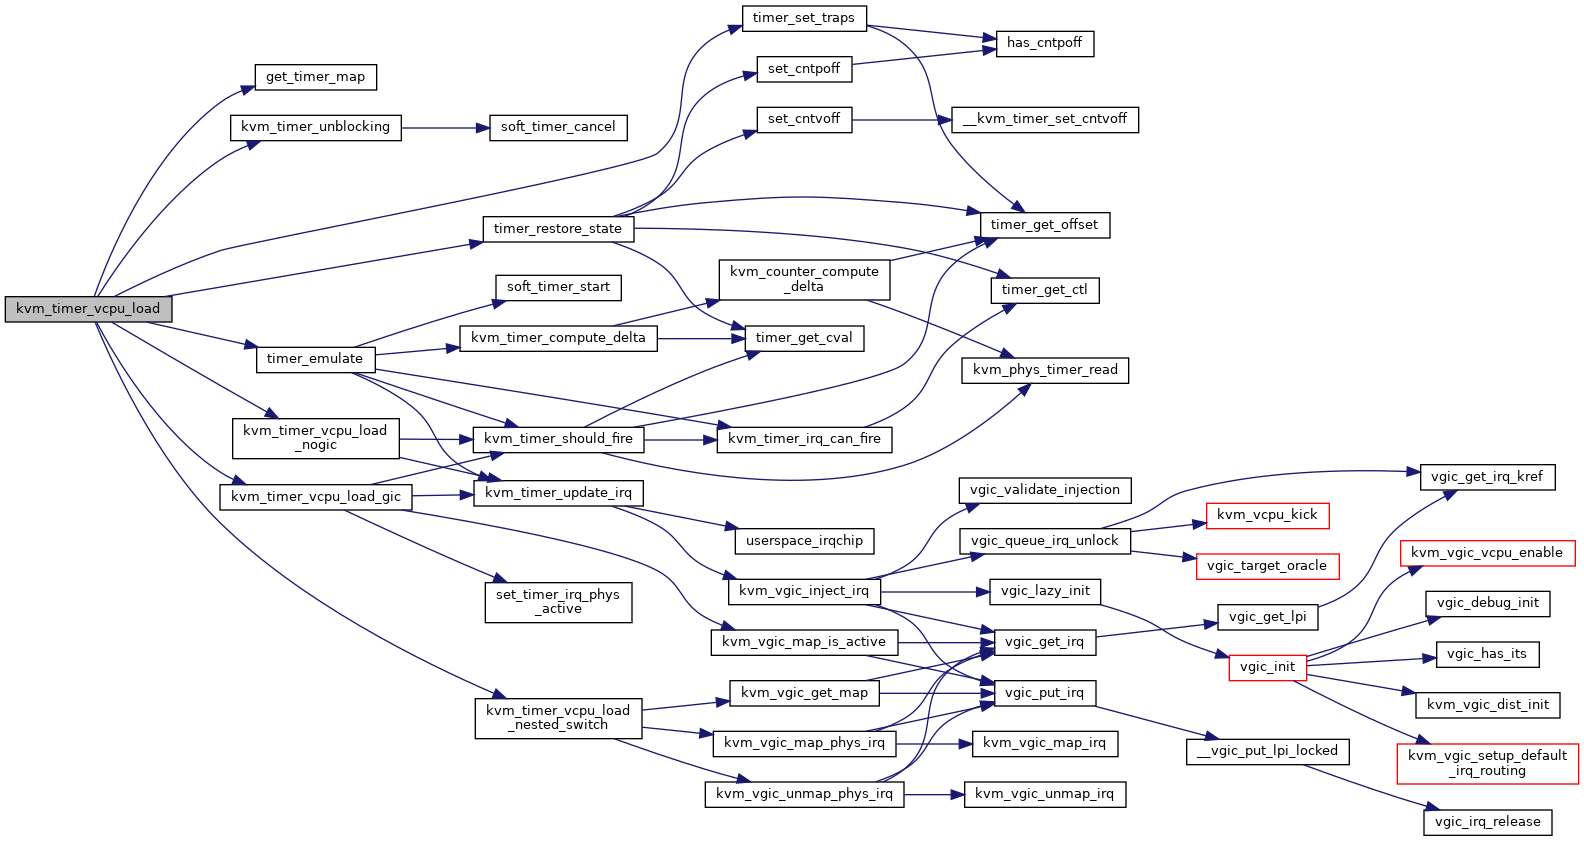 kvm_timer_vcpu_load
get_timer_map
kvm_timer_unblocking
soft_timer_cancel
timer_restore_state
soft_timer_start
timer_emulate
kvm_timer_compute_delta
kvm_timer_vcpu_load
_nogic
kvm_timer_should_fire
kvm_timer_vcpu_load_gic
kvm_timer_update_irq
set_timer_irq_phys
_active
kvm_timer_vcpu_load
_nested_switch
timer_set_traps
set_cntpoff
set_cntvoff
kvm_counter_compute
_delta
timer_get_cval
kvm_timer_irq_can_fire
userspace_irqchip
kvm_vgic_inject_irq
kvm_vgic_map_is_active
kvm_vgic_get_map
kvm_vgic_map_phys_irq
kvm_vgic_unmap_phys_irq
has_cntpoff
__kvm_timer_set_cntvoff
timer_get_offset
timer_get_ctl
kvm_phys_timer_read
vgic_validate_injection
vgic_queue_irq_unlock
vgic_lazy_init
vgic_get_irq
vgic_put_irq
kvm_vgic_map_irq
kvm_vgic_unmap_irq
kvm_vcpu_kick
vgic_target_oracle
vgic_get_lpi
vgic_init
__vgic_put_lpi_locked
vgic_get_irq_kref
kvm_vgic_vcpu_enable
vgic_debug_init
vgic_has_its
kvm_vgic_dist_init
kvm_vgic_setup_default
_irq_routing
vgic_irq_release